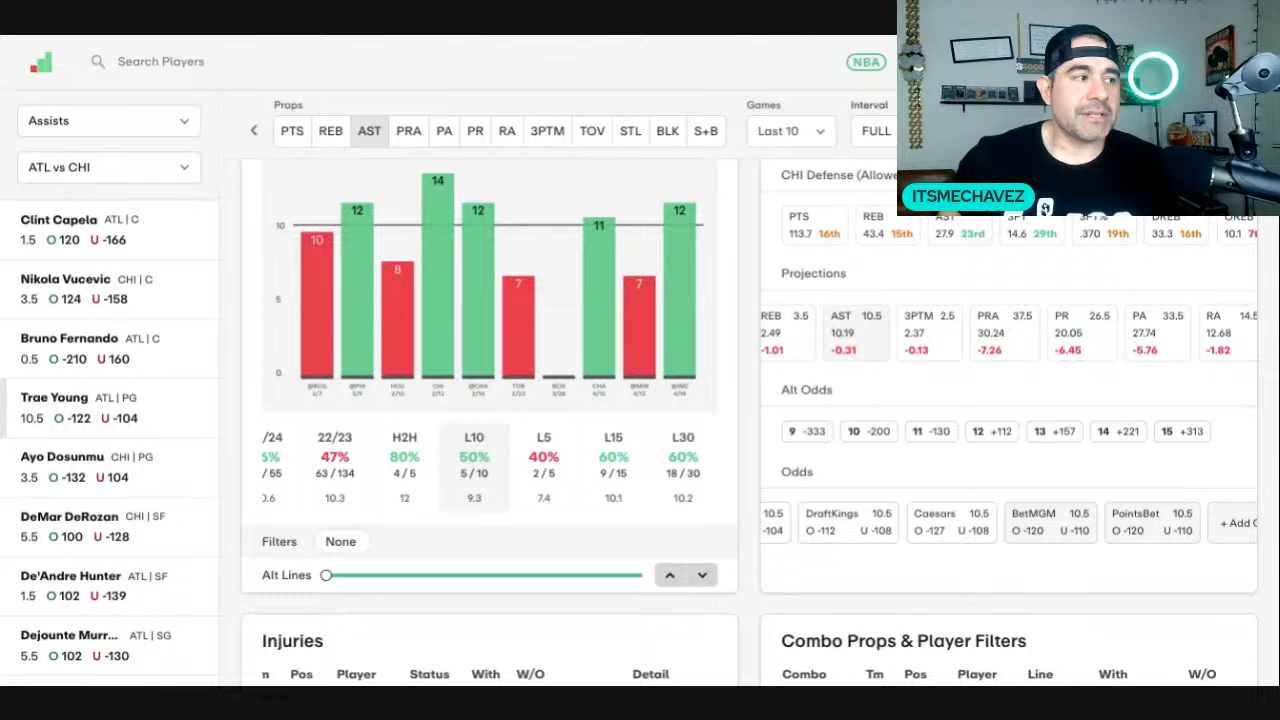 Search Players
NBA
Assists
ATL vs CHI
Props
Games
Interval
PTS REB AST PRA PA PR RA 3PTM TOV STL BLK S+B
Last 10
FULL
ITSMECHAVEZ
Clint Capela ATL | C
1.5 O 120 U -166
Nikola Vucevic CHI | C
3.5 O 124 U -158
Bruno Fernando ATL | C
0.5 O -210 U 160
Trae Young ATL | PG
10.5 O -122 U -104
Ayo Dosunmu CHI | PG
3.5 O -132 U 104
DeMar DeRozan CHI | SF
5.5 O 100 U -128
De'Andre Hunter ATL | SF
1.5 O 102 U -139
Dejounte Murr... ATL | SG
5.5 O 102 U -130
10
5
0
10 12 8 14 12 7 11 7 12
/24 22/23 H2H L10 L5 L15 L30
5% 47% 80% 50% 40% 60% 60%
/ 55 63 / 134 4 / 5 5 / 10 2 / 5 9 / 15 18 / 30
0.6 10.3 12 9.3 7.4 10.1 10.2
Filters None
Alt Lines
Injuries
Pos Player Status With W/O Detail
CHI Defense (Allowe
PTS REB AST 3PT 3PT% DREB OREB
113.7 16th 43.4 15th 27.9 23rd 14.6 29th .370 19th 33.3 16th 10.1
Projections
REB 3.5 AST 10.5 3PTM 2.5 PRA 37.5 PR 26.5 PA 33.5 RA 14.5
2.49 10.19 2.37 30.24 20.05 27.74 12.68
-1.01 -0.31 -0.13 -7.26 -6.45 -5.76 -1.82
Alt Odds
9 -333 10 -200 11 -130 12 +112 13 +157 14 +221 15 +313
Odds
10.5 DraftKings 10.5 Caesars 10.5 BetMGM 10.5 PointsBet 10.5
-104 O -112 U -108 O -127 U -108 O -120 U -110 O -120 U -110
+ Add
Combo Props & Player Filters
Combo Tm Pos Player Line With W/O